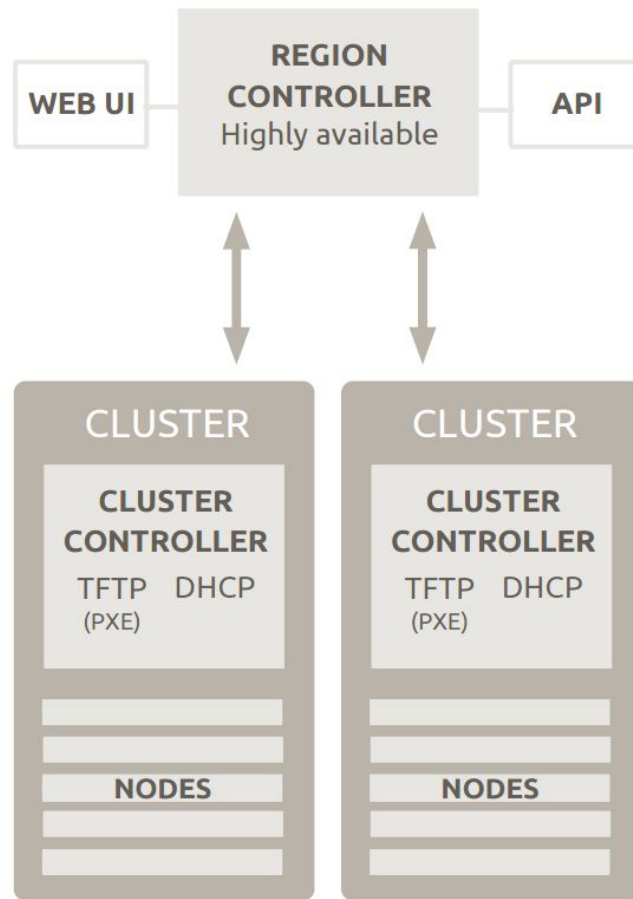 REGION
CONTROLLER
Highly available
WEB UI
API
CLUSTER
CLUSTER
CONTROLLER
TFTP DHCP
(PXE)
NODES
CLUSTER
CLUSTER
CONTROLLER
TFTP DHCP
(PXE)
NODES